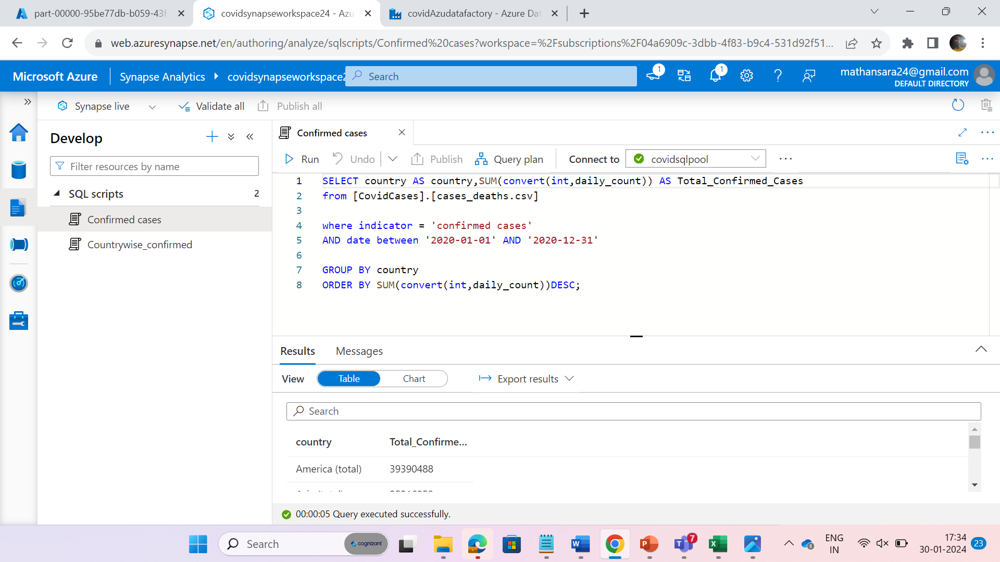 part-00000-95be77db-b059-43f
covidsynapseworkspace24 - Azu
covidAzudatafactory - Azure Dat
web.azuresynapse.net/en/authoring/analyze/sqlscripts/Confirmed%20cases?workspace=%2Fsubscriptions%2F04a6909c-3dbb-4f83-b9c4-531d92f51...
Microsoft Azure
Synapse Analytics
covidsynapseworkspace2
Search
1
1
mathansara24@gmail.com
DEFAULT DIRECTORY
Synapse live
Validate all
Publish all
Develop
Filter resources by name
SQL scripts 2
Confirmed cases
Countrywise_confirmed
Confirmed cases
Run
Undo
Publish
Query plan
Connect to
covidsqlpool
1 SELECT country AS country,SUM(convert(int,daily_count)) AS Total_Confirmed_Cases
2 from [CovidCases].[cases_deaths.csv]
3
4 where indicator = 'confirmed cases'
5 AND date between '2020-01-01' AND '2020-12-31'
6
7 GROUP BY country
8 ORDER BY SUM(convert(int,daily_count))DESC;
Results
Messages
View
Table
Chart
Export results
Search
country Total_Confirme...
America (total) 39390488
00:00:05 Query executed successfully.
Search
cognizant
7
ENG
IN
17:34
30-01-2024
23